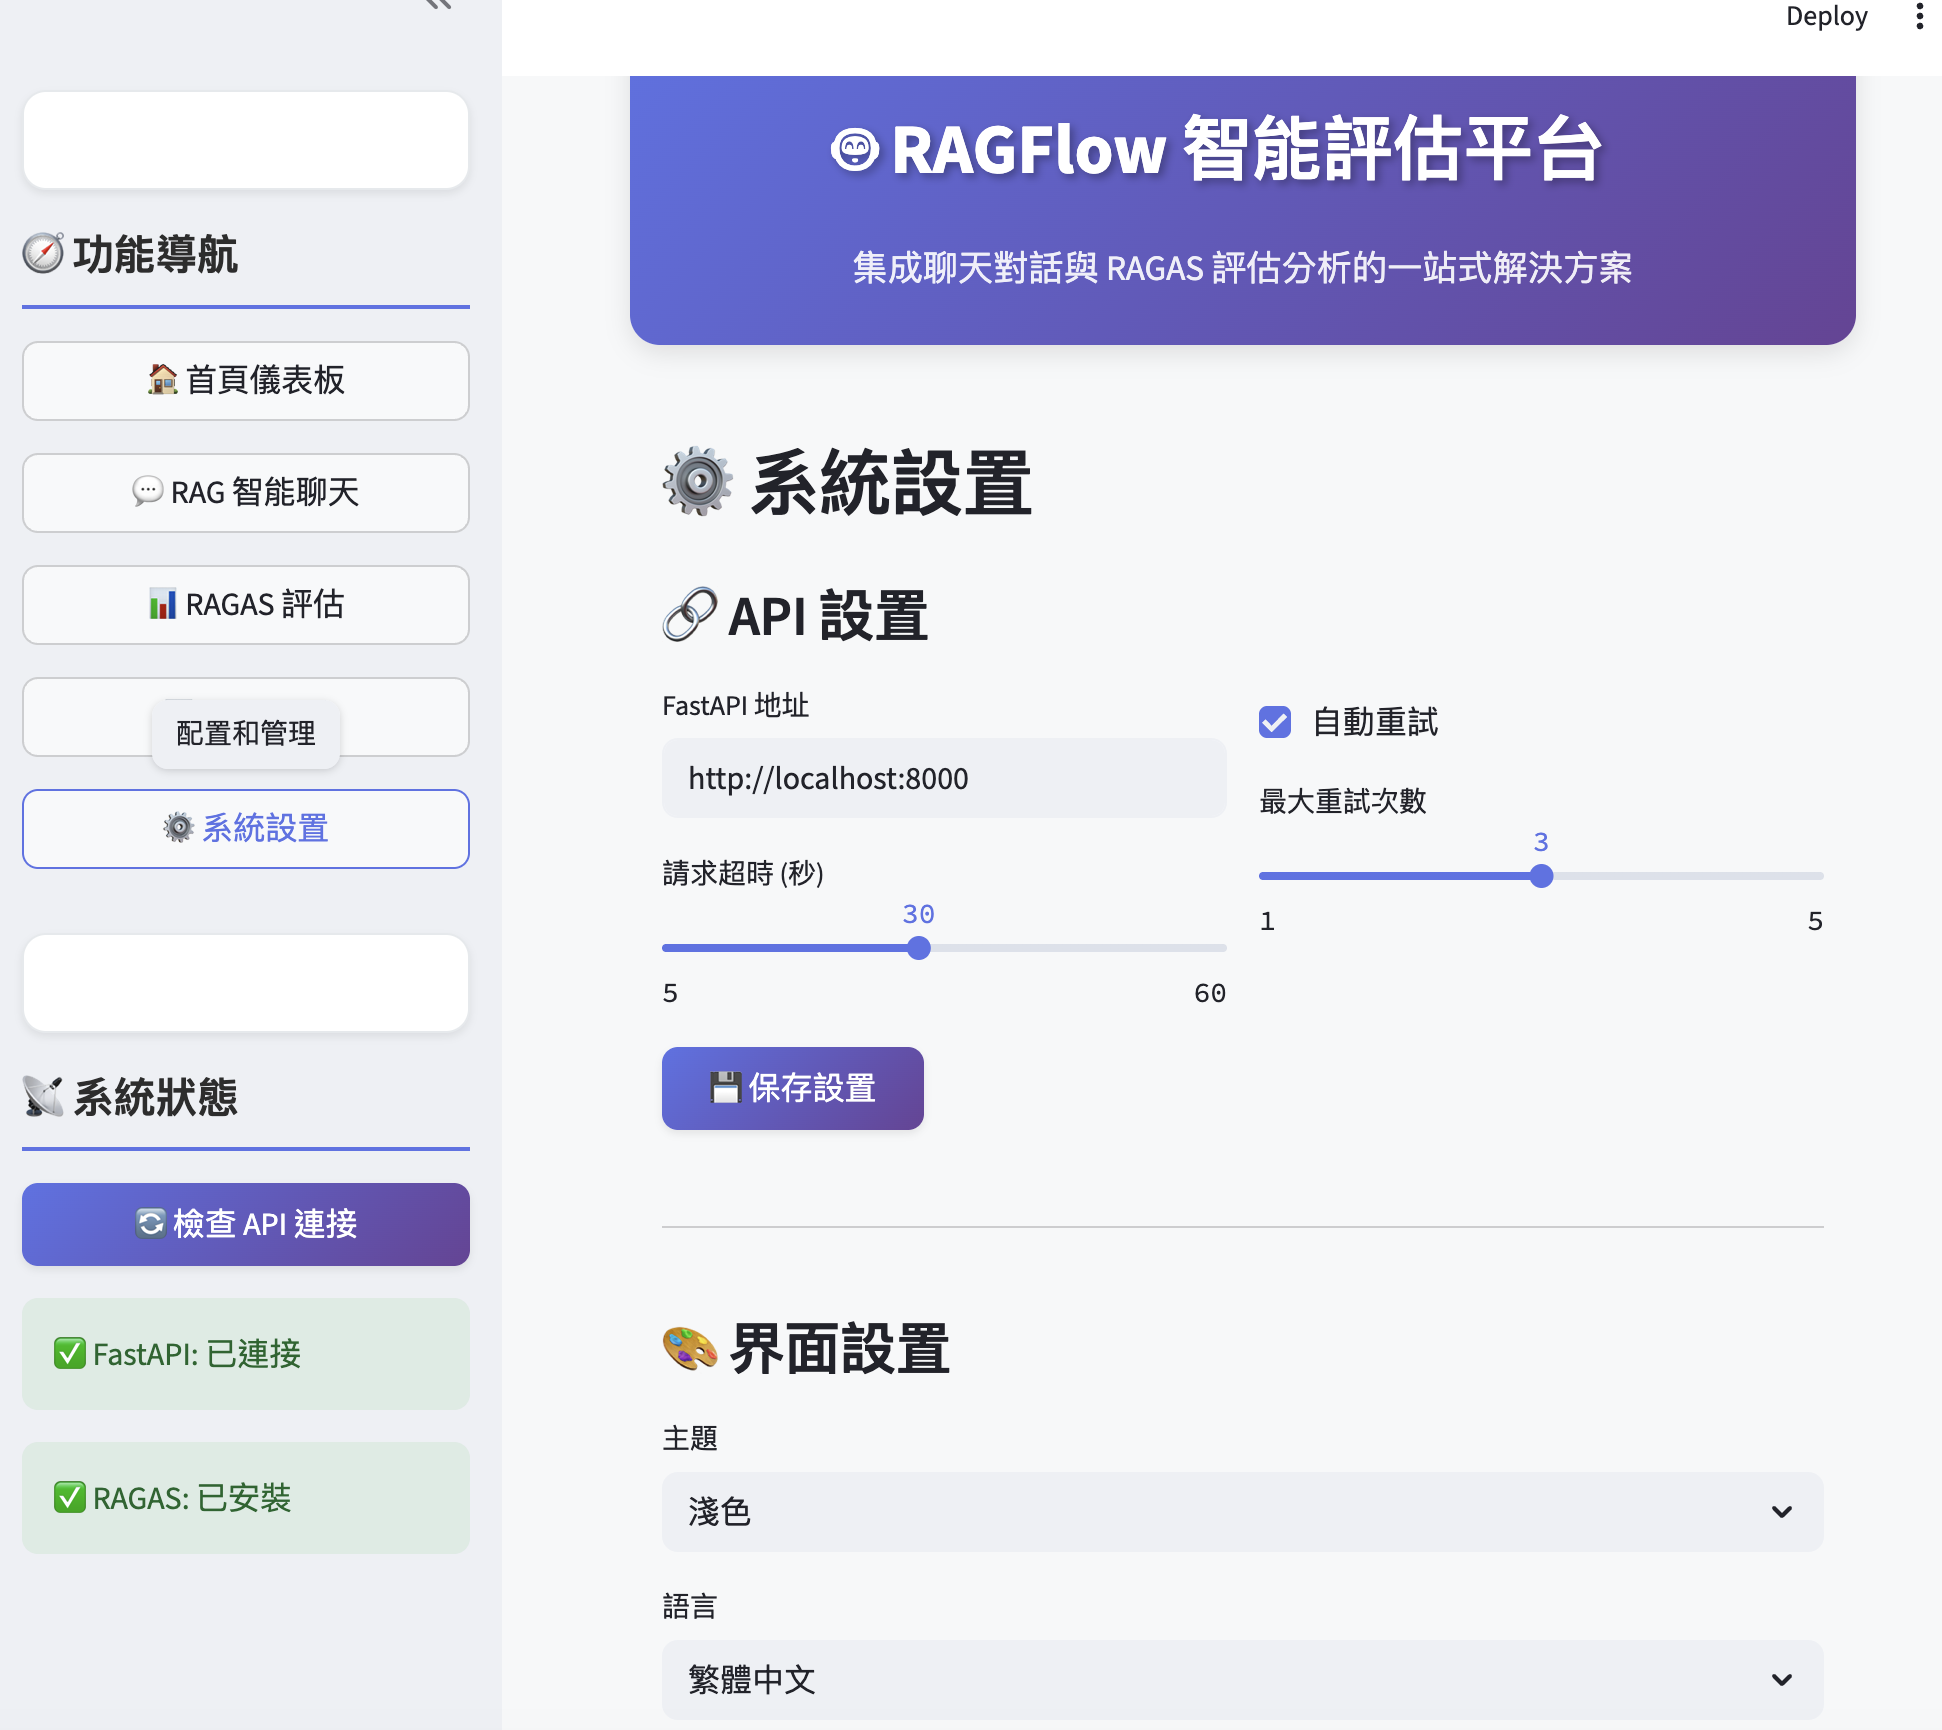 Deploy
功能導航
首頁儀表板
RAG 智能聊天
RAGAS 評估
配置和管理
系統設置
系統狀態
檢查 API 連接
FastAPI: 已連接
RAGAS: 已安裝
RAGFlow 智能評估平台
集成聊天對話與 RAGAS 評估分析的一站式解決方案
系統設置
API 設置
FastAPI 地址
http://localhost:8000
請求超時 (秒)
30
5 60
自動重試
最大重試次數
3
1 5
保存設置
界面設置
主題
淺色
語言
繁體中文